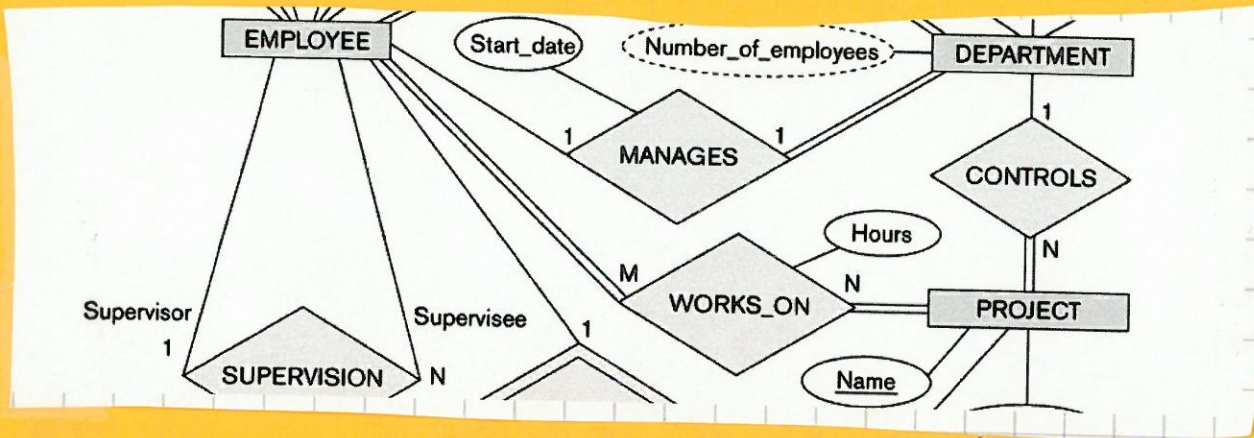 EMPLOYEE
Start_date
Number_of_employees
DEPARTMENT
1
1
MANAGES
1
CONTROLS
Hours
N
M
N
WORKS_ON
PROJECT
Supervisor
Supervisee
1
1
SUPERVISION
N
Name